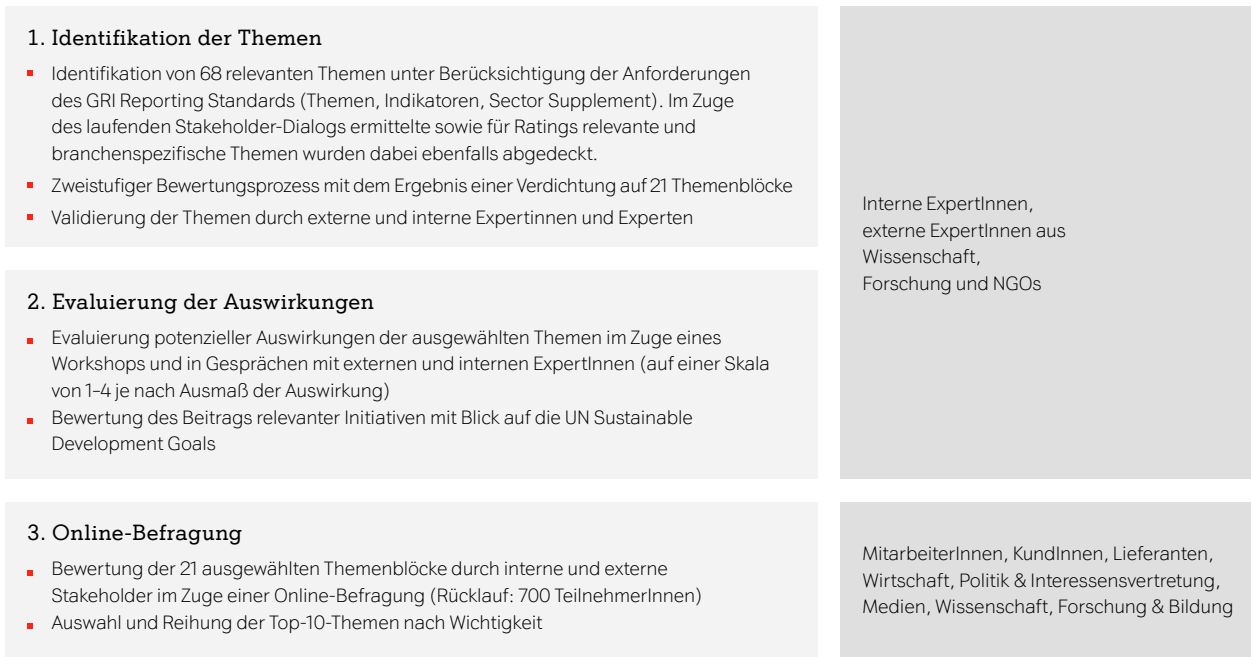 1. Identifikation der Themen
Identifikation von 68 relevanten Themen unter Berücksichtigung der Anforderungen
des GRI Reporting Standards (Themen, Indikatoren, Sector Supplement). Im Zuge
des laufenden Stakeholder-Dialogs ermittelte sowie für Ratings relevante und
branchenspezifische Themen wurden dabei ebenfalls abgedeckt.
Zweistufiger Bewertungsprozess mit dem Ergebnis einer Verdichtung auf 21 Themenblöcke
Validierung der Themen durch externe und interne Expertinnen und Experten
2. Evaluierung der Auswirkungen
Evaluierung potenzieller Auswirkungen der ausgewählten Themen im Zuge eines
Workshops und in Gesprächen mit externen und internen ExpertInnen (auf einer Skala
von 1–4 je nach Ausmaß der Auswirkung)
Bewertung des Beitrags relevanter Initiativen mit Blick auf die UN Sustainable
Development Goals
Interne ExpertInnen,
externe ExpertInnen aus
Wissenschaft,
Forschung und NGOs
3. Online-Befragung
Bewertung der 21 ausgewählten Themenblöcke durch interne und externe
Stakeholder im Zuge einer Online-Befragung (Rücklauf: 700 TeilnehmerInnen)
Auswahl und Reihung der Top-10-Themen nach Wichtigkeit
MitarbeiterInnen, KundInnen, Lieferanten,
Wirtschaft, Politik & Interessensvertretung,
Medien, Wissenschaft, Forschung & Bildung